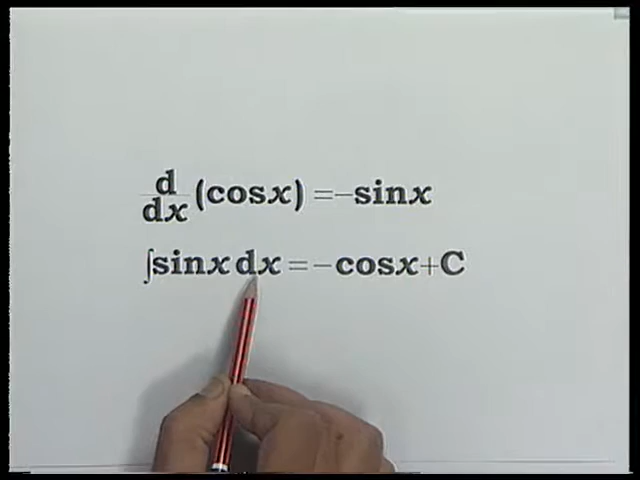 d/dx (cosx) = -sinx
∫sinx dx = -cosx + C